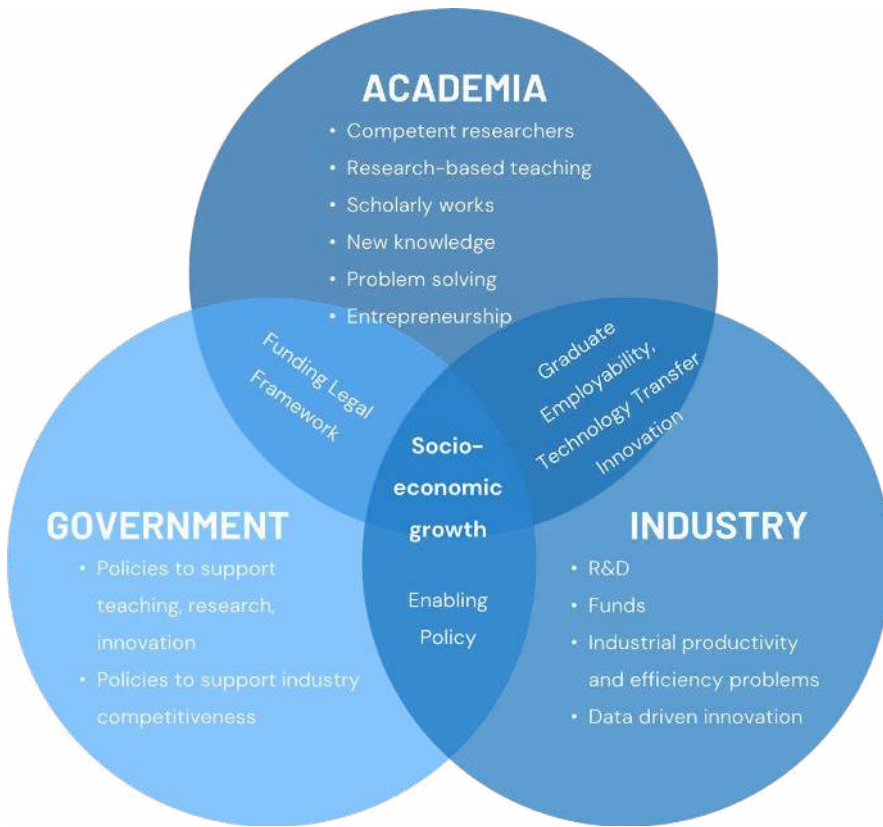 ACADEMIA
• Competent researchers
• Research-based teaching
• Scholarly works
• New knowledge
• Problem solving
• Entrepreneurship
Funding Legal
Framework
Graduate
Employability,
Technology Transfer
Innovation
Socio-
economic
growth
Enabling
Policy
GOVERNMENT
• Policies to support
teaching, research,
innovation
• Policies to support industry
competitiveness
INDUSTRY
• R&D
• Funds
• Industrial productivity
and efficiency problems
• Data driven innovation